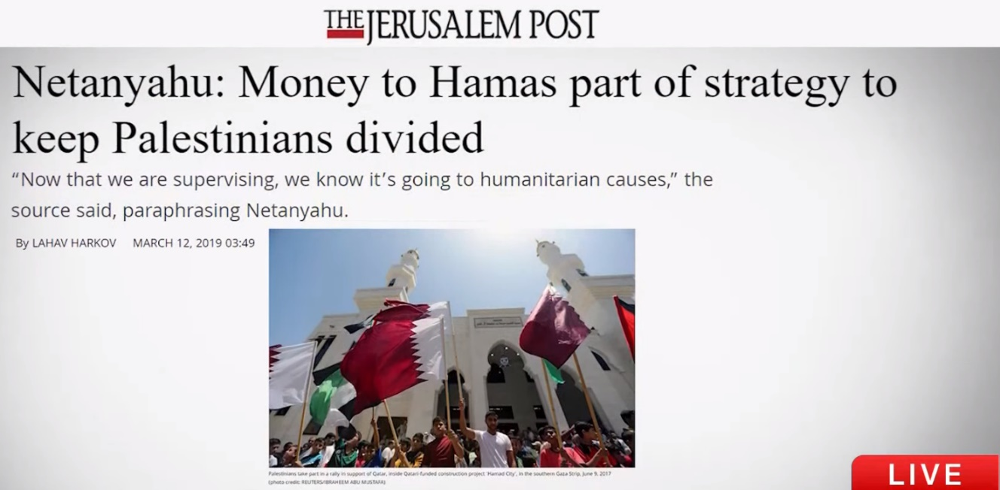 THE JERUSALEM POST
Netanyahu: Money to Hamas part of strategy to
keep Palestinians divided
“Now that we are supervising, we know it’s going to humanitarian causes,” the
source said, paraphrasing Netanyahu.
By LAHAV HARKOV MARCH 12, 2019 03:49
Palestinians take part in a rally in support of Qatar, inside Qatari-funded construction project 'Hamad City', in the southern Gaza Strip, June 9, 2017
(photo credit: REUTERS/IBRAHEEM ABU MUSTAFA)
LIVE